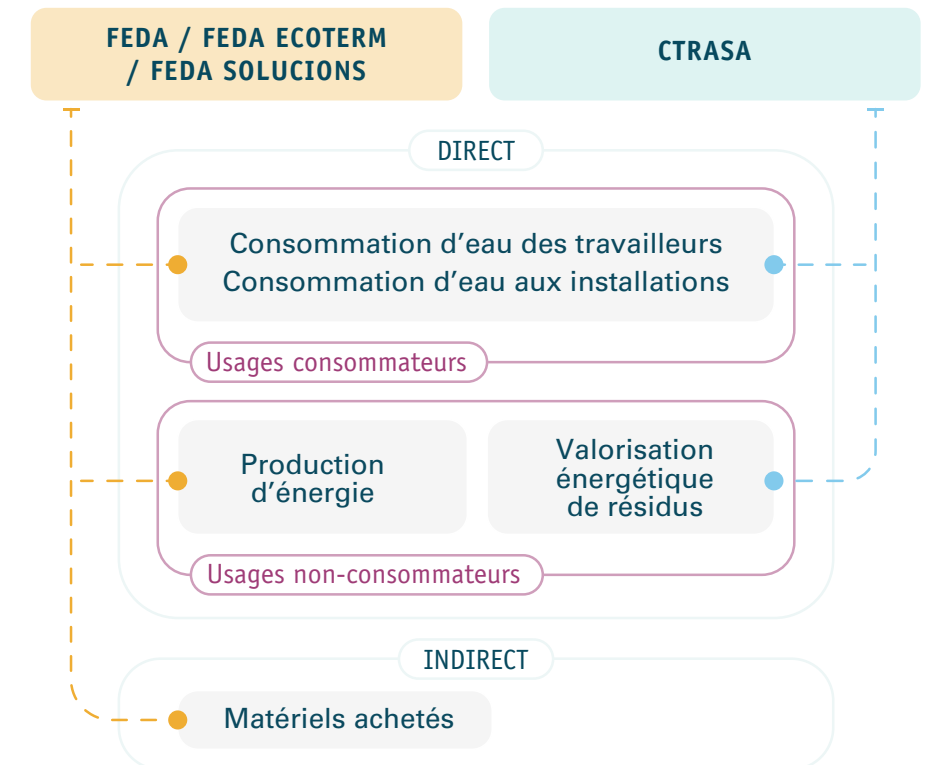 FEDA / FEDA ECOTERM
/ FEDA SOLUCIONS
CTRASA
DIRECT
Consommation d’eau des travailleurs
Consommation d’eau aux installations
Usages consommateurs
Production
d’énergie
Valorisation
énergétique
de résidus
Usages non-consommateurs
INDIRECT
Matériels achetés